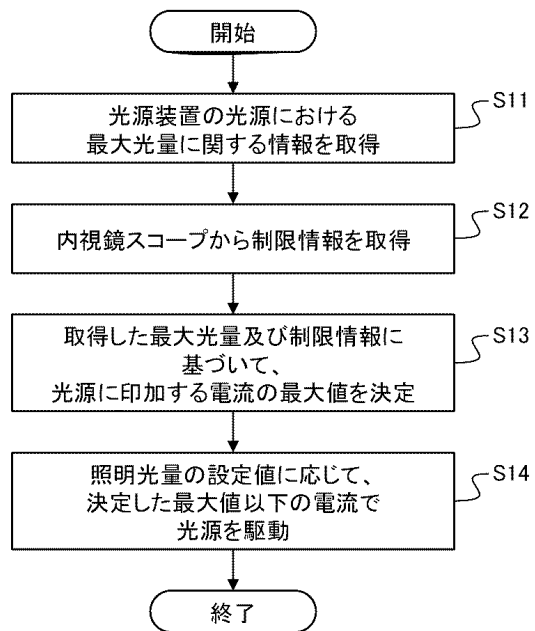 開始
光源装置の光源における
最大光量に関する情報を取得
S11
内視鏡スコープから制限情報を取得
S12
取得した最大光量及び制限情報に
基づいて、
光源に印加する電流の最大値を決定
S13
照明光量の設定値に応じて、
決定した最大値以下の電流で
光源を駆動
S14
終了